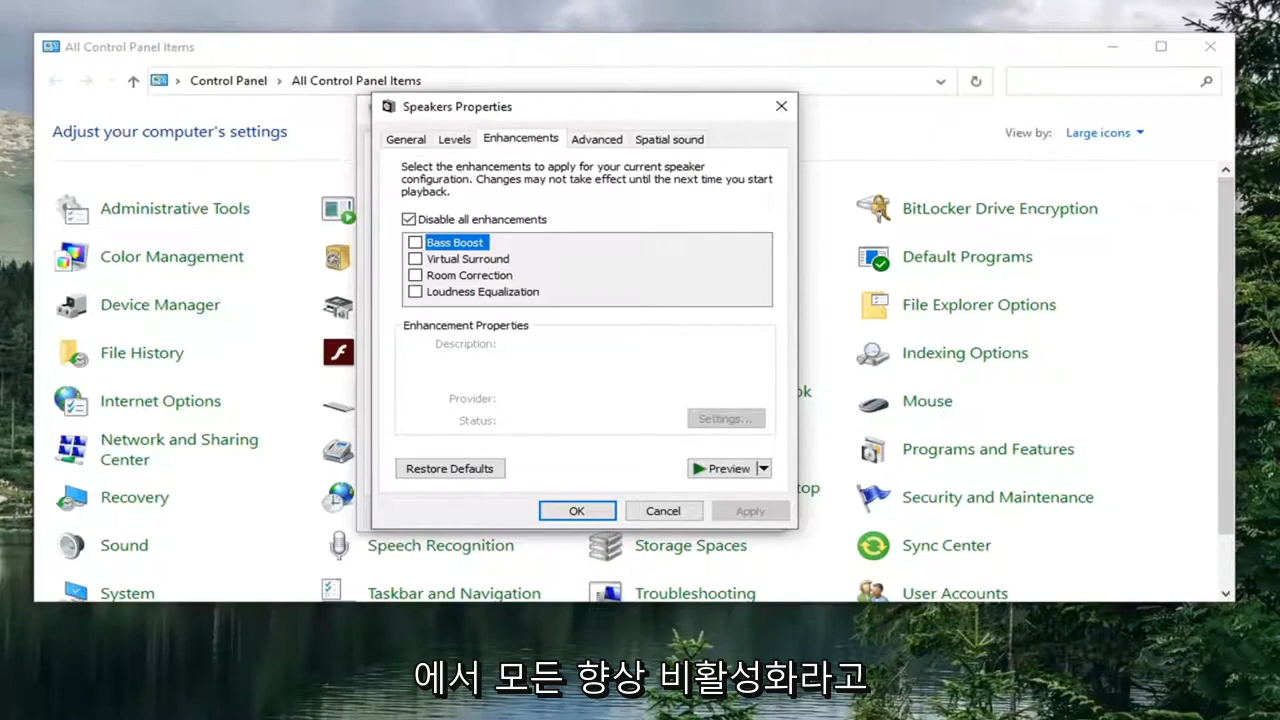 All Control Panel Items
Control Panel > All Control Panel Items
Adjust your computer's settings
View by: Large icons
Speakers Properties
General Levels Enhancements Advanced Spatial sound
Select the enhancements to apply for your current speaker
configuration. Changes may not take effect until the next time you start
playback.
Disable all enhancements
Bass Boost
Virtual Surround
Room Correction
Loudness Equalization
Enhancement Properties
Description:
Provider:
Status:
Settings...
Restore Defaults
Preview
OK Cancel Apply
Administrative Tools
BitLocker Drive Encryption
Color Management
Default Programs
Device Manager
File Explorer Options
File History
Indexing Options
Internet Options
ok
Mouse
Network and Sharing
Center
Programs and Features
Recovery
top
Security and Maintenance
Sound
Speech Recognition
Storage Spaces
Sync Center
System
Taskbar and Navigation
Troubleshooting
User Accounts
에서 모든 향상 비활성화라고